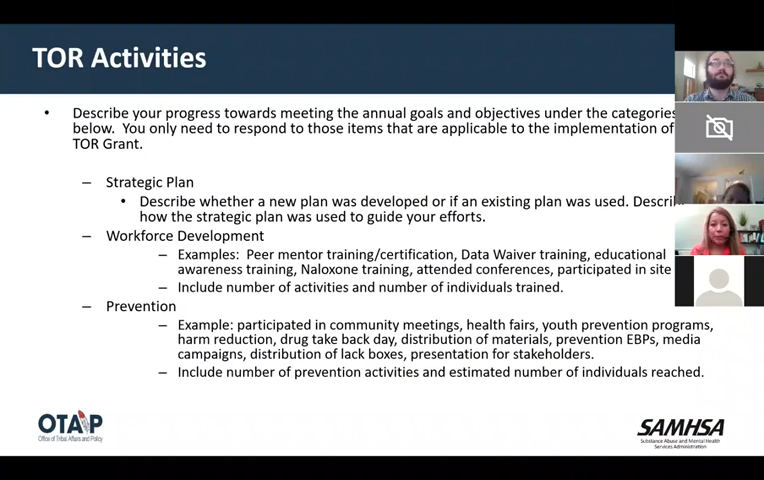 TOR Activities
• Describe your progress towards meeting the annual goals and objectives under the categories
below. You only need to respond to those items that are applicable to the implementation of
TOR Grant.
– Strategic Plan
• Describe whether a new plan was developed or if an existing plan was used. Descri
how the strategic plan was used to guide your efforts.
– Workforce Development
– Examples: Peer mentor training/certification, Data Waiver training, educational
awareness training, Naloxone training, attended conferences, participated in site
– Include number of activities and number of individuals trained.
– Prevention
– Example: participated in community meetings, health fairs, youth prevention programs,
harm reduction, drug take back day, distribution of materials, prevention EBPs, media
campaigns, distribution of lack boxes, presentation for stakeholders.
– Include number of prevention activities and estimated number of individuals reached.
OTAP
Office of Tribal Affairs and Policy
SAMHSA
Substance Abuse and Mental Health
Services Administration